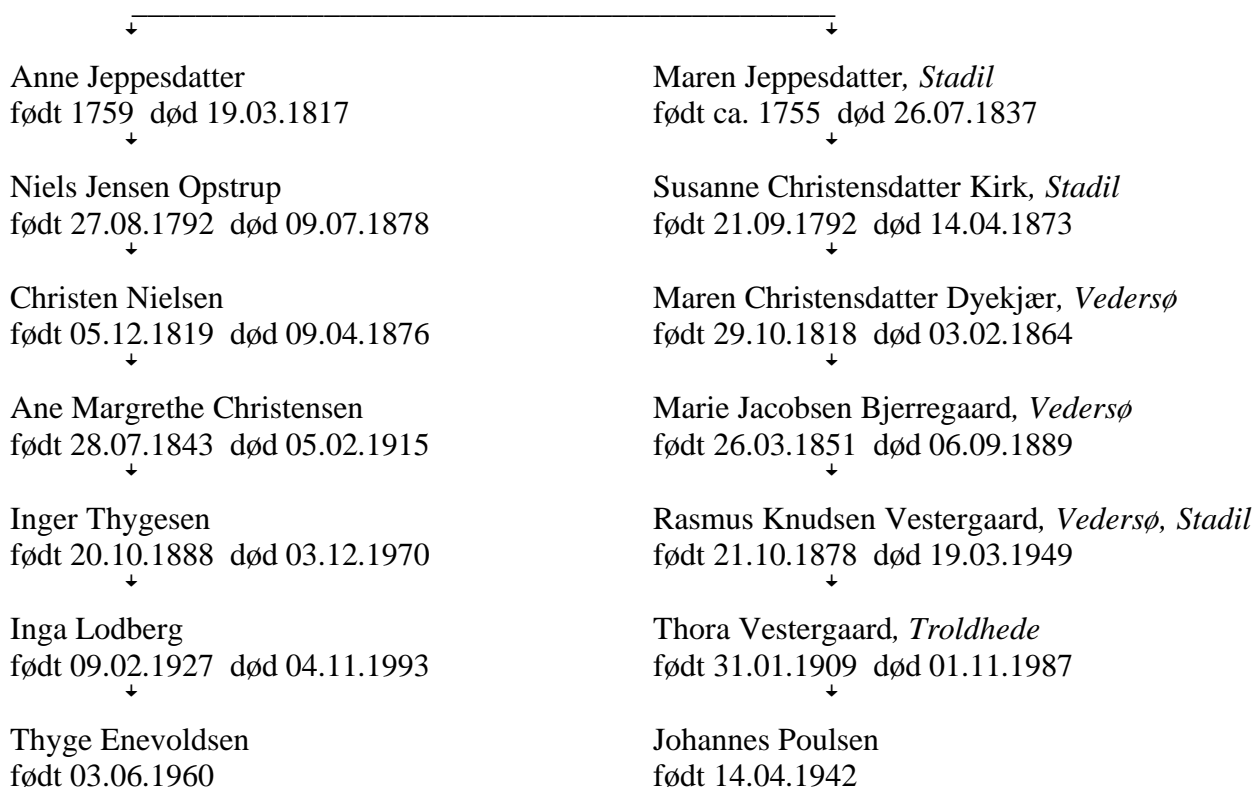 Anne Jeppesdatter
født 1759 død 19.03.1817
Niels Jensen Opstrup
født 27.08.1792 død 09.07.1878
Christen Nielsen
født 05.12.1819 død 09.04.1876
Ane Margrethe Christensen
født 28.07.1843 død 05.02.1915
Inger Thygesen
født 20.10.1888 død 03.12.1970
Inga Lodberg
født 09.02.1927 død 04.11.1993
Thyge Enevoldsen
født 03.06.1960
Maren Jeppesdatter, Stadil
født ca. 1755 død 26.07.1837
Susanne Christensdatter Kirk, Stadil
født 21.09.1792 død 14.04.1873
Maren Christensdatter Dyekjær, Vedersø
født 29.10.1818 død 03.02.1864
Marie Jacobsen Bjerregaard, Vedersø
født 26.03.1851 død 06.09.1889
Rasmus Knudsen Vestergaard, Vedersø, Stadil
født 21.10.1878 død 19.03.1949
Thora Vestergaard, Troldhede
født 31.01.1909 død 01.11.1987
Johannes Poulsen
født 14.04.1942